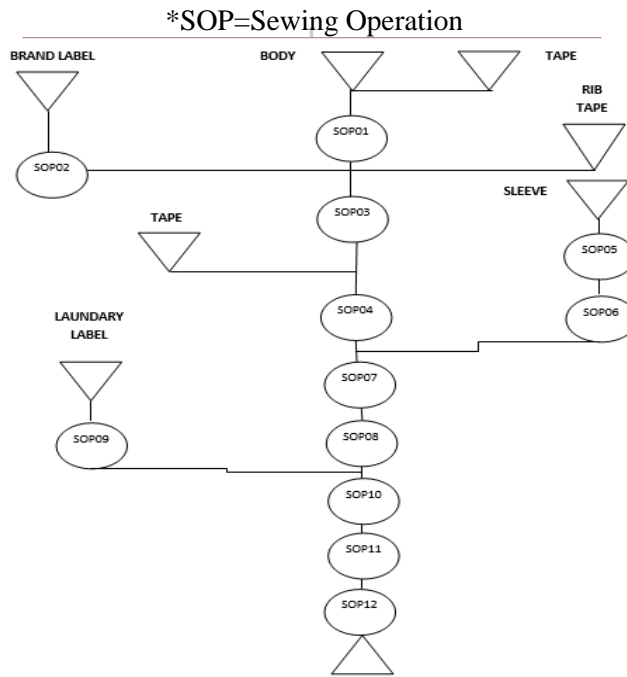 *SOP=Sewing Operation
BRAND LABEL
BODY
TAPE
RIB
TAPE
SOP01
SOP02
SLEEVE
SOP03
TAPE
SOP05
SOP04
SOP06
LAUNDARY
LABEL
SOP07
SOP09
SOP08
SOP10
SOP11
SOP12